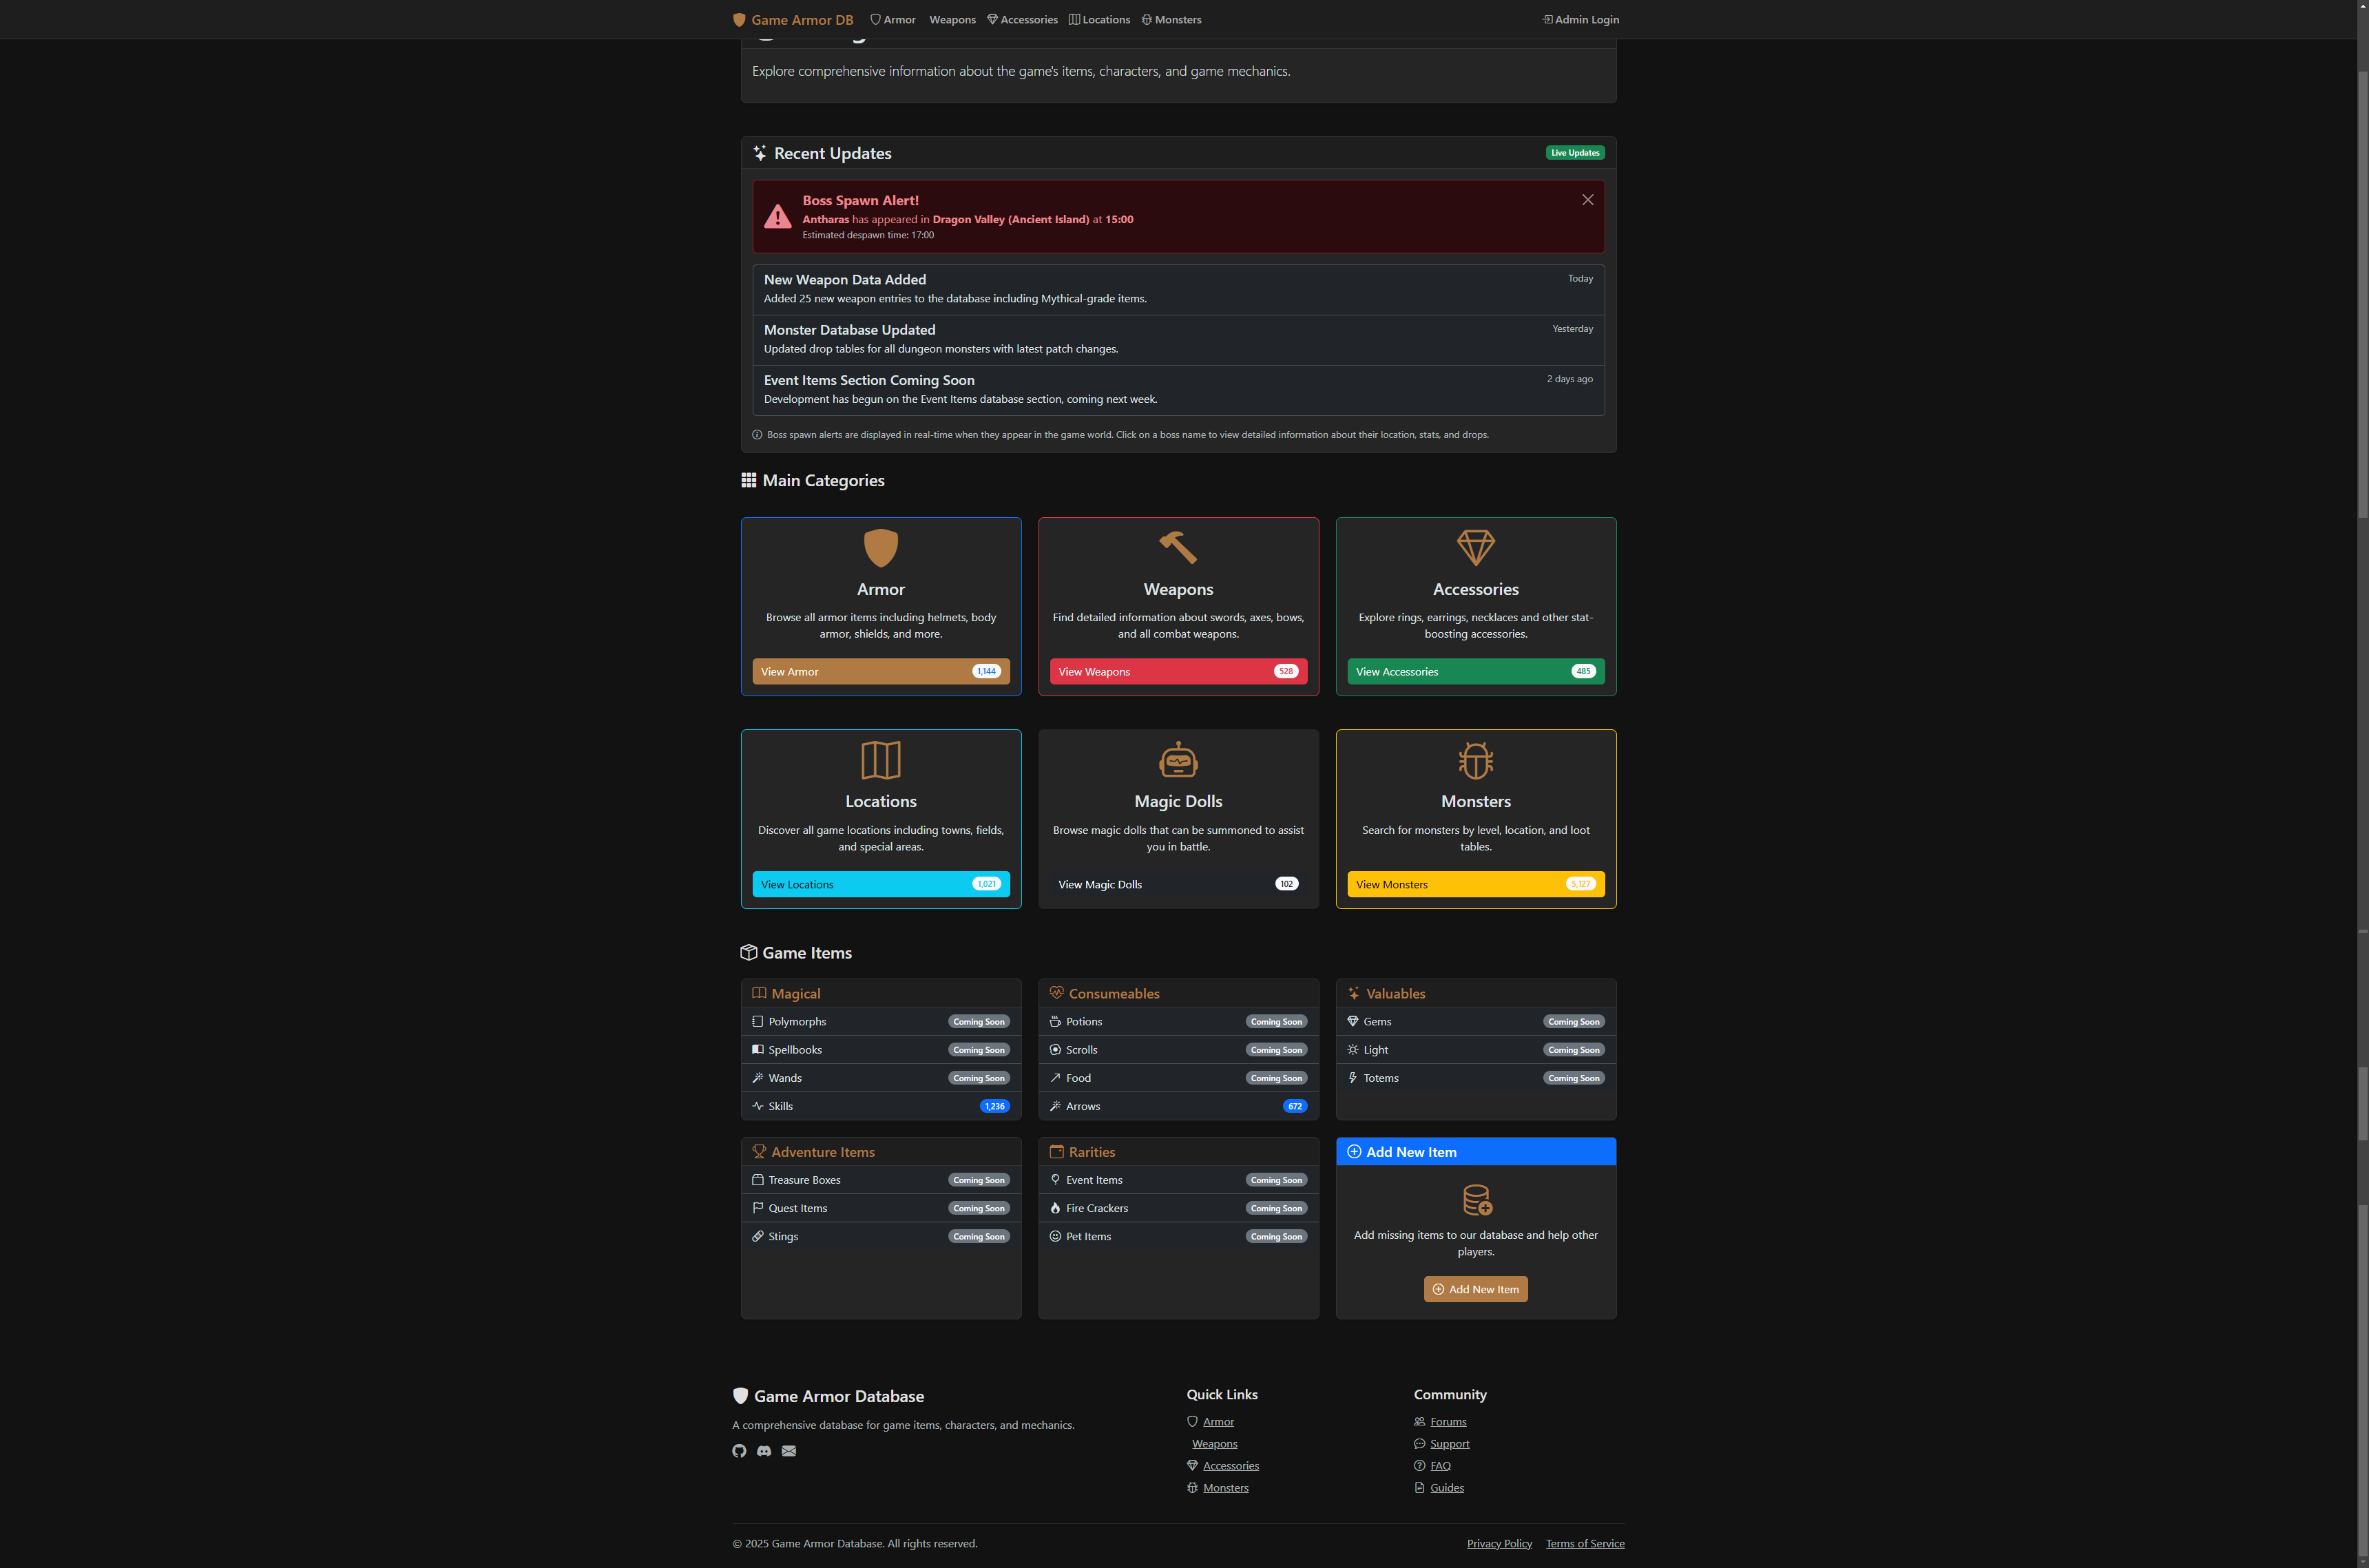 Game Armor DB
Armor
Weapons
Accessories
Locations
Monsters
Admin Login
Explore comprehensive information about the game's items, characters, and game mechanics.
Recent Updates
Live Updates
Boss Spawn Alert!
Antharas has appeared in Dragon Valley (Ancient Island) at 15:00
Estimated despawn time: 17:00
New Weapon Data Added
Today
Added 25 new weapon entries to the database including Mythical-grade items.
Monster Database Updated
Yesterday
Updated drop tables for all dungeon monsters with latest patch changes.
Event Items Section Coming Soon
2 days ago
Development has begun on the Event Items database section, coming next week.
Boss spawn alerts are displayed in real-time when they appear in the game world. Click on a boss name to view detailed information about their location, stats, and drops.
Main Categories
Armor
Browse all armor items including helmets, body
armor, shields, and more.
View Armor
1,144
Weapons
Find detailed information about swords, axes, bows,
and all combat weapons.
View Weapons
528
Accessories
Explore rings, earrings, necklaces and other stat-
boosting accessories.
View Accessories
485
Locations
Discover all game locations including towns, fields,
and special areas.
View Locations
1,021
Magic Dolls
Browse magic dolls that can be summoned to assist
you in battle.
View Magic Dolls
102
Monsters
Search for monsters by level, location, and loot
tables.
View Monsters
5,127
Game Items
Magical
Polymorphs
Coming Soon
Spellbooks
Coming Soon
Wands
Coming Soon
Skills
1,236
Consumeables
Potions
Coming Soon
Scrolls
Coming Soon
Food
Coming Soon
Arrows
672
Valuables
Gems
Coming Soon
Light
Coming Soon
Totems
Coming Soon
Adventure Items
Treasure Boxes
Coming Soon
Quest Items
Coming Soon
Stings
Coming Soon
Rarities
Event Items
Coming Soon
Fire Crackers
Coming Soon
Pet Items
Coming Soon
Add New Item
Add missing items to our database and help other
players.
Add New Item
Game Armor Database
A comprehensive database for game items, characters, and mechanics.
Quick Links
Armor
Weapons
Accessories
Monsters
Community
Forums
Support
FAQ
Guides
© 2025 Game Armor Database. All rights reserved.
Privacy Policy
Terms of Service